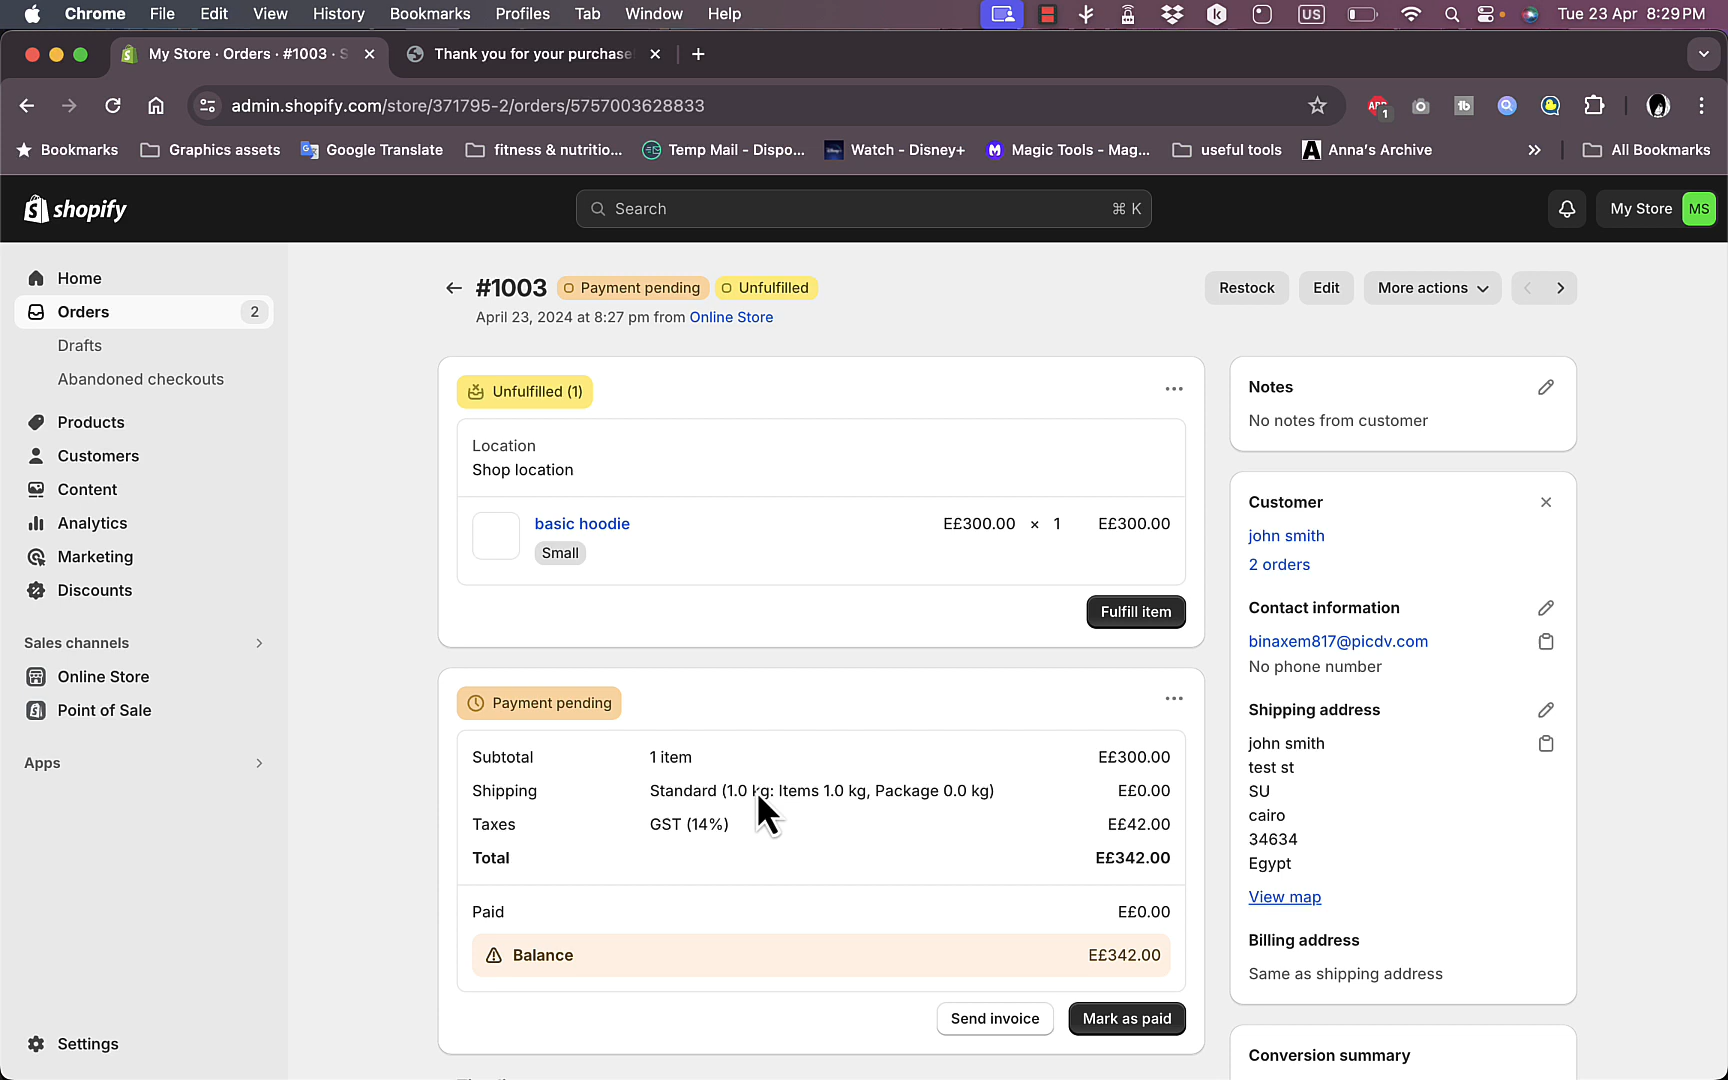 Chrome File Edit View History Bookmarks Profiles Tab Window Help US Tue 23 Apr 8:29 PM
My Store · Orders · #1003 · S Thank you for your purchase
admin.shopify.com/store/371795-2/orders/5757003628833 ABP 1 tb
Bookmarks Graphics assets Google Translate fitness & nutritio... Temp Mail - Dispo... Watch - Disney+ Magic Tools - Mag... useful tools Anna's Archive All Bookmarks
shopify Search ⌘ K My Store MS
Home
Orders 2
Drafts
Abandoned checkouts
Products
Customers
Content
Analytics
Marketing
Discounts
Sales channels
Online Store
Point of Sale
Apps
Settings
#1003 Payment pending Unfulfilled
Restock Edit More actions
April 23, 2024 at 8:27 pm from Online Store
Unfulfilled (1)
Location
Shop location
basic hoodie E£300.00 × 1 E£300.00
Small
Fulfill item
Payment pending
Subtotal 1 item E£300.00
Shipping Standard (1.0 kg: Items 1.0 kg, Package 0.0 kg) E£0.00
Taxes GST (14%) E£42.00
Total E£342.00
Paid E£0.00
Balance E£342.00
Send invoice Mark as paid
Notes
No notes from customer
Customer
john smith
2 orders
Contact information
binaxem817@picdv.com
No phone number
Shipping address
john smith
test st
SU
cairo
34634
Egypt
View map
Billing address
Same as shipping address
Conversion summary